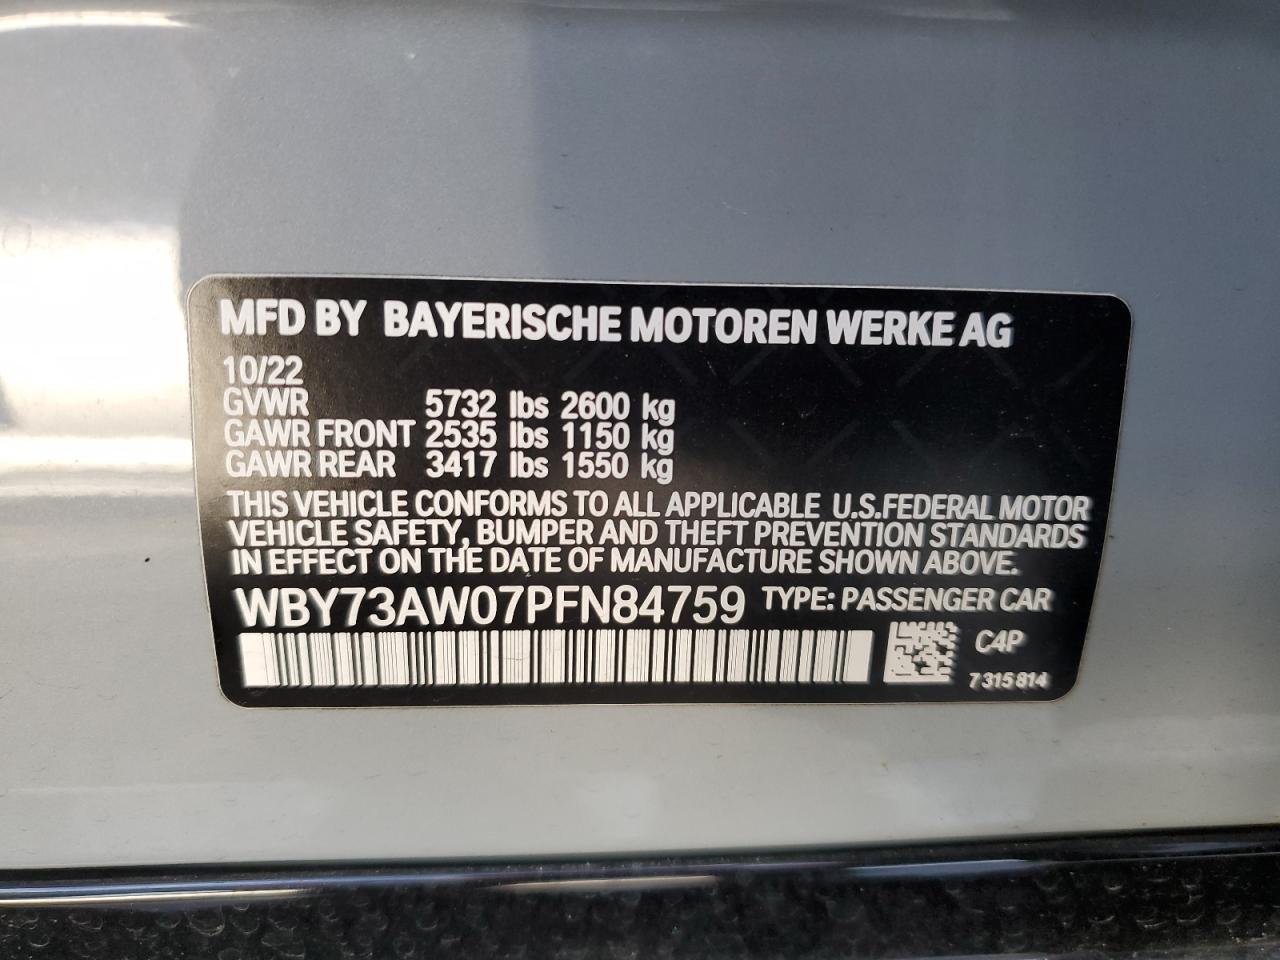 MFD BY BAYERISCHE MOTOREN WERKE AG
10/22
GVWR 5732 lbs 2600 kg
GAWR FRONT 2535 lbs 1150 kg
GAWR REAR 3417 lbs 1550 kg
THIS VEHICLE CONFORMS TO ALL APPLICABLE U.S.FEDERAL MOTOR
VEHICLE SAFETY, BUMPER AND THEFT PREVENTION STANDARDS
IN EFFECT ON THE DATE OF MANUFACTURE SHOWN ABOVE.
WBY73AW07PFN84759 TYPE: PASSENGER CAR
C4P
7 315 814